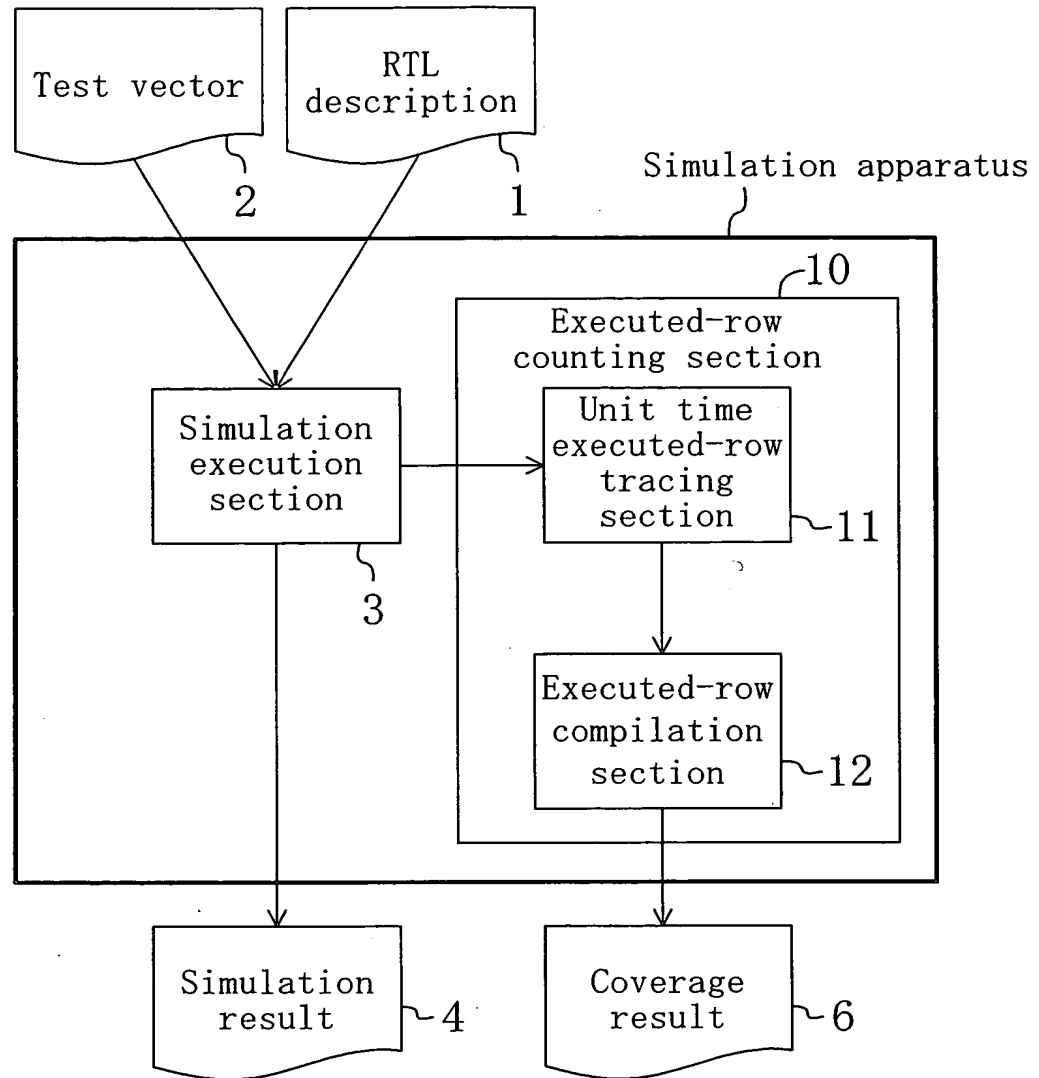 Test vector
2
RTL
description
1
Simulation apparatus
10
Executed-row
counting section
Simulation
execution
section
3
Unit time
executed-row
tracing
section
11
Executed-row
compilation
section
12
Simulation
result
4
Coverage
result
6